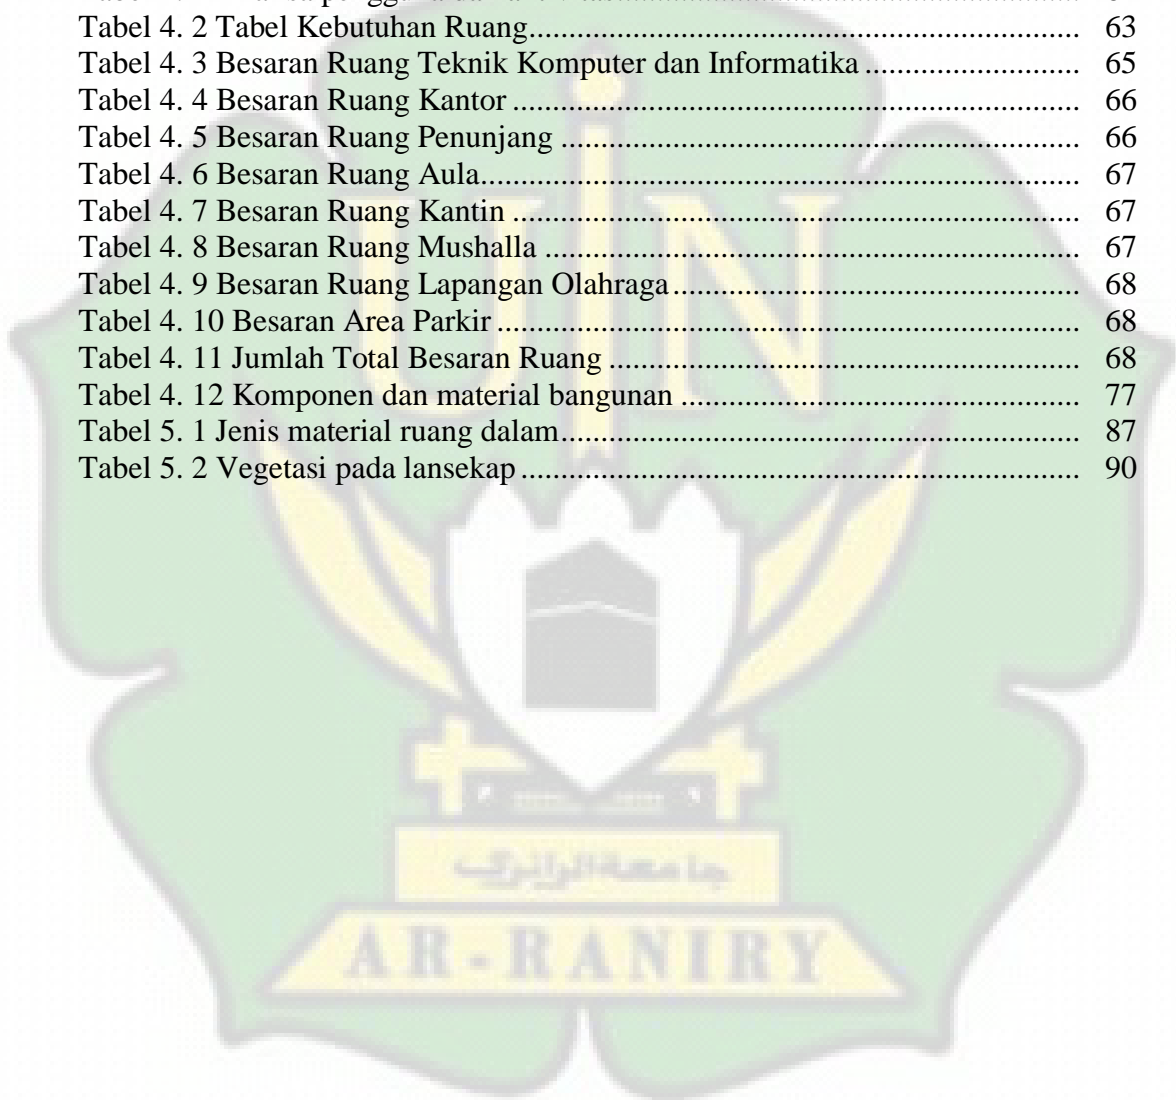 Tabel 4. 2 Tabel Kebutuhan Ruang.............................................................................. 63
Tabel 4. 3 Besaran Ruang Teknik Komputer dan Informatika .............................. 65
Tabel 4. 4 Besaran Ruang Kantor ................................................................................ 66
Tabel 4. 5 Besaran Ruang Penunjang ......................................................................... 66
Tabel 4. 6 Besaran Ruang Aula..................................................................................... 67
Tabel 4. 7 Besaran Ruang Kantin ................................................................................ 67
Tabel 4. 8 Besaran Ruang Mushalla ........................................................................... 67
Tabel 4. 9 Besaran Ruang Lapangan Olahraga ......................................................... 68
Tabel 4. 10 Besaran Area Parkir .................................................................................. 68
Tabel 4. 11 Jumlah Total Besaran Ruang .................................................................. 68
Tabel 4. 12 Komponen dan material bangunan ........................................................ 77
Tabel 5. 1 Jenis material ruang dalam......................................................................... 87
Tabel 5. 2 Vegetasi pada lansekap ............................................................................... 90
UIN
جامعة الرانري
AR-RANIRY